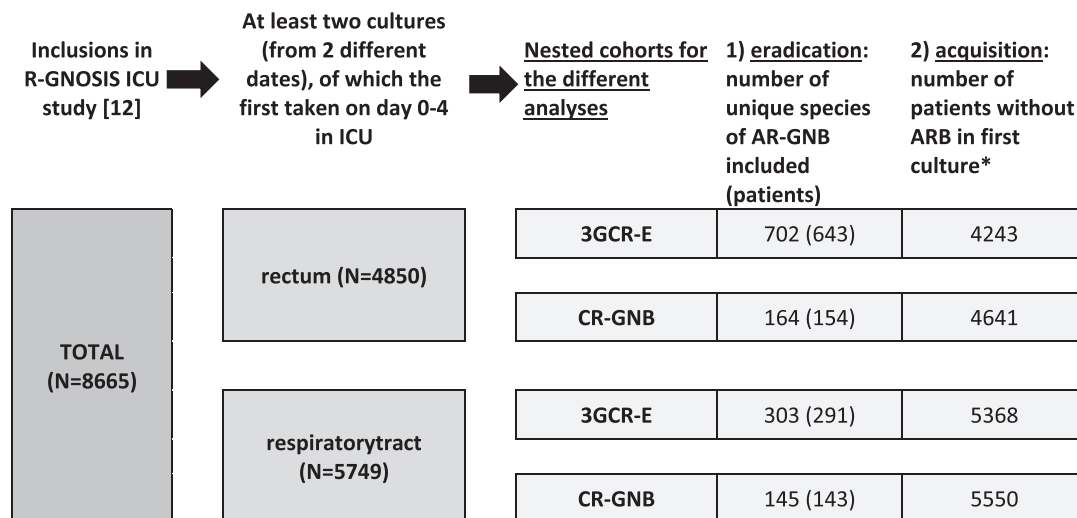 Inclusions in
R-GNOSIS ICU
study [12]
At least two cultures
(from 2 different
dates), of which the
first taken on day 0-4
in ICU
Nested cohorts for
the different
analyses
1) eradication:
number of
unique species
of AR-GNB
included
(patients)
2) acquisition:
number of
patients without
ARB in first
culture*
TOTAL
(N=8665)
rectum (N=4850)
3GCR-E
702 (643)
4243
CR-GNB
164 (154)
4641
respiratorytract
(N=5749)
3GCR-E
303 (291)
5368
CR-GNB
145 (143)
5550